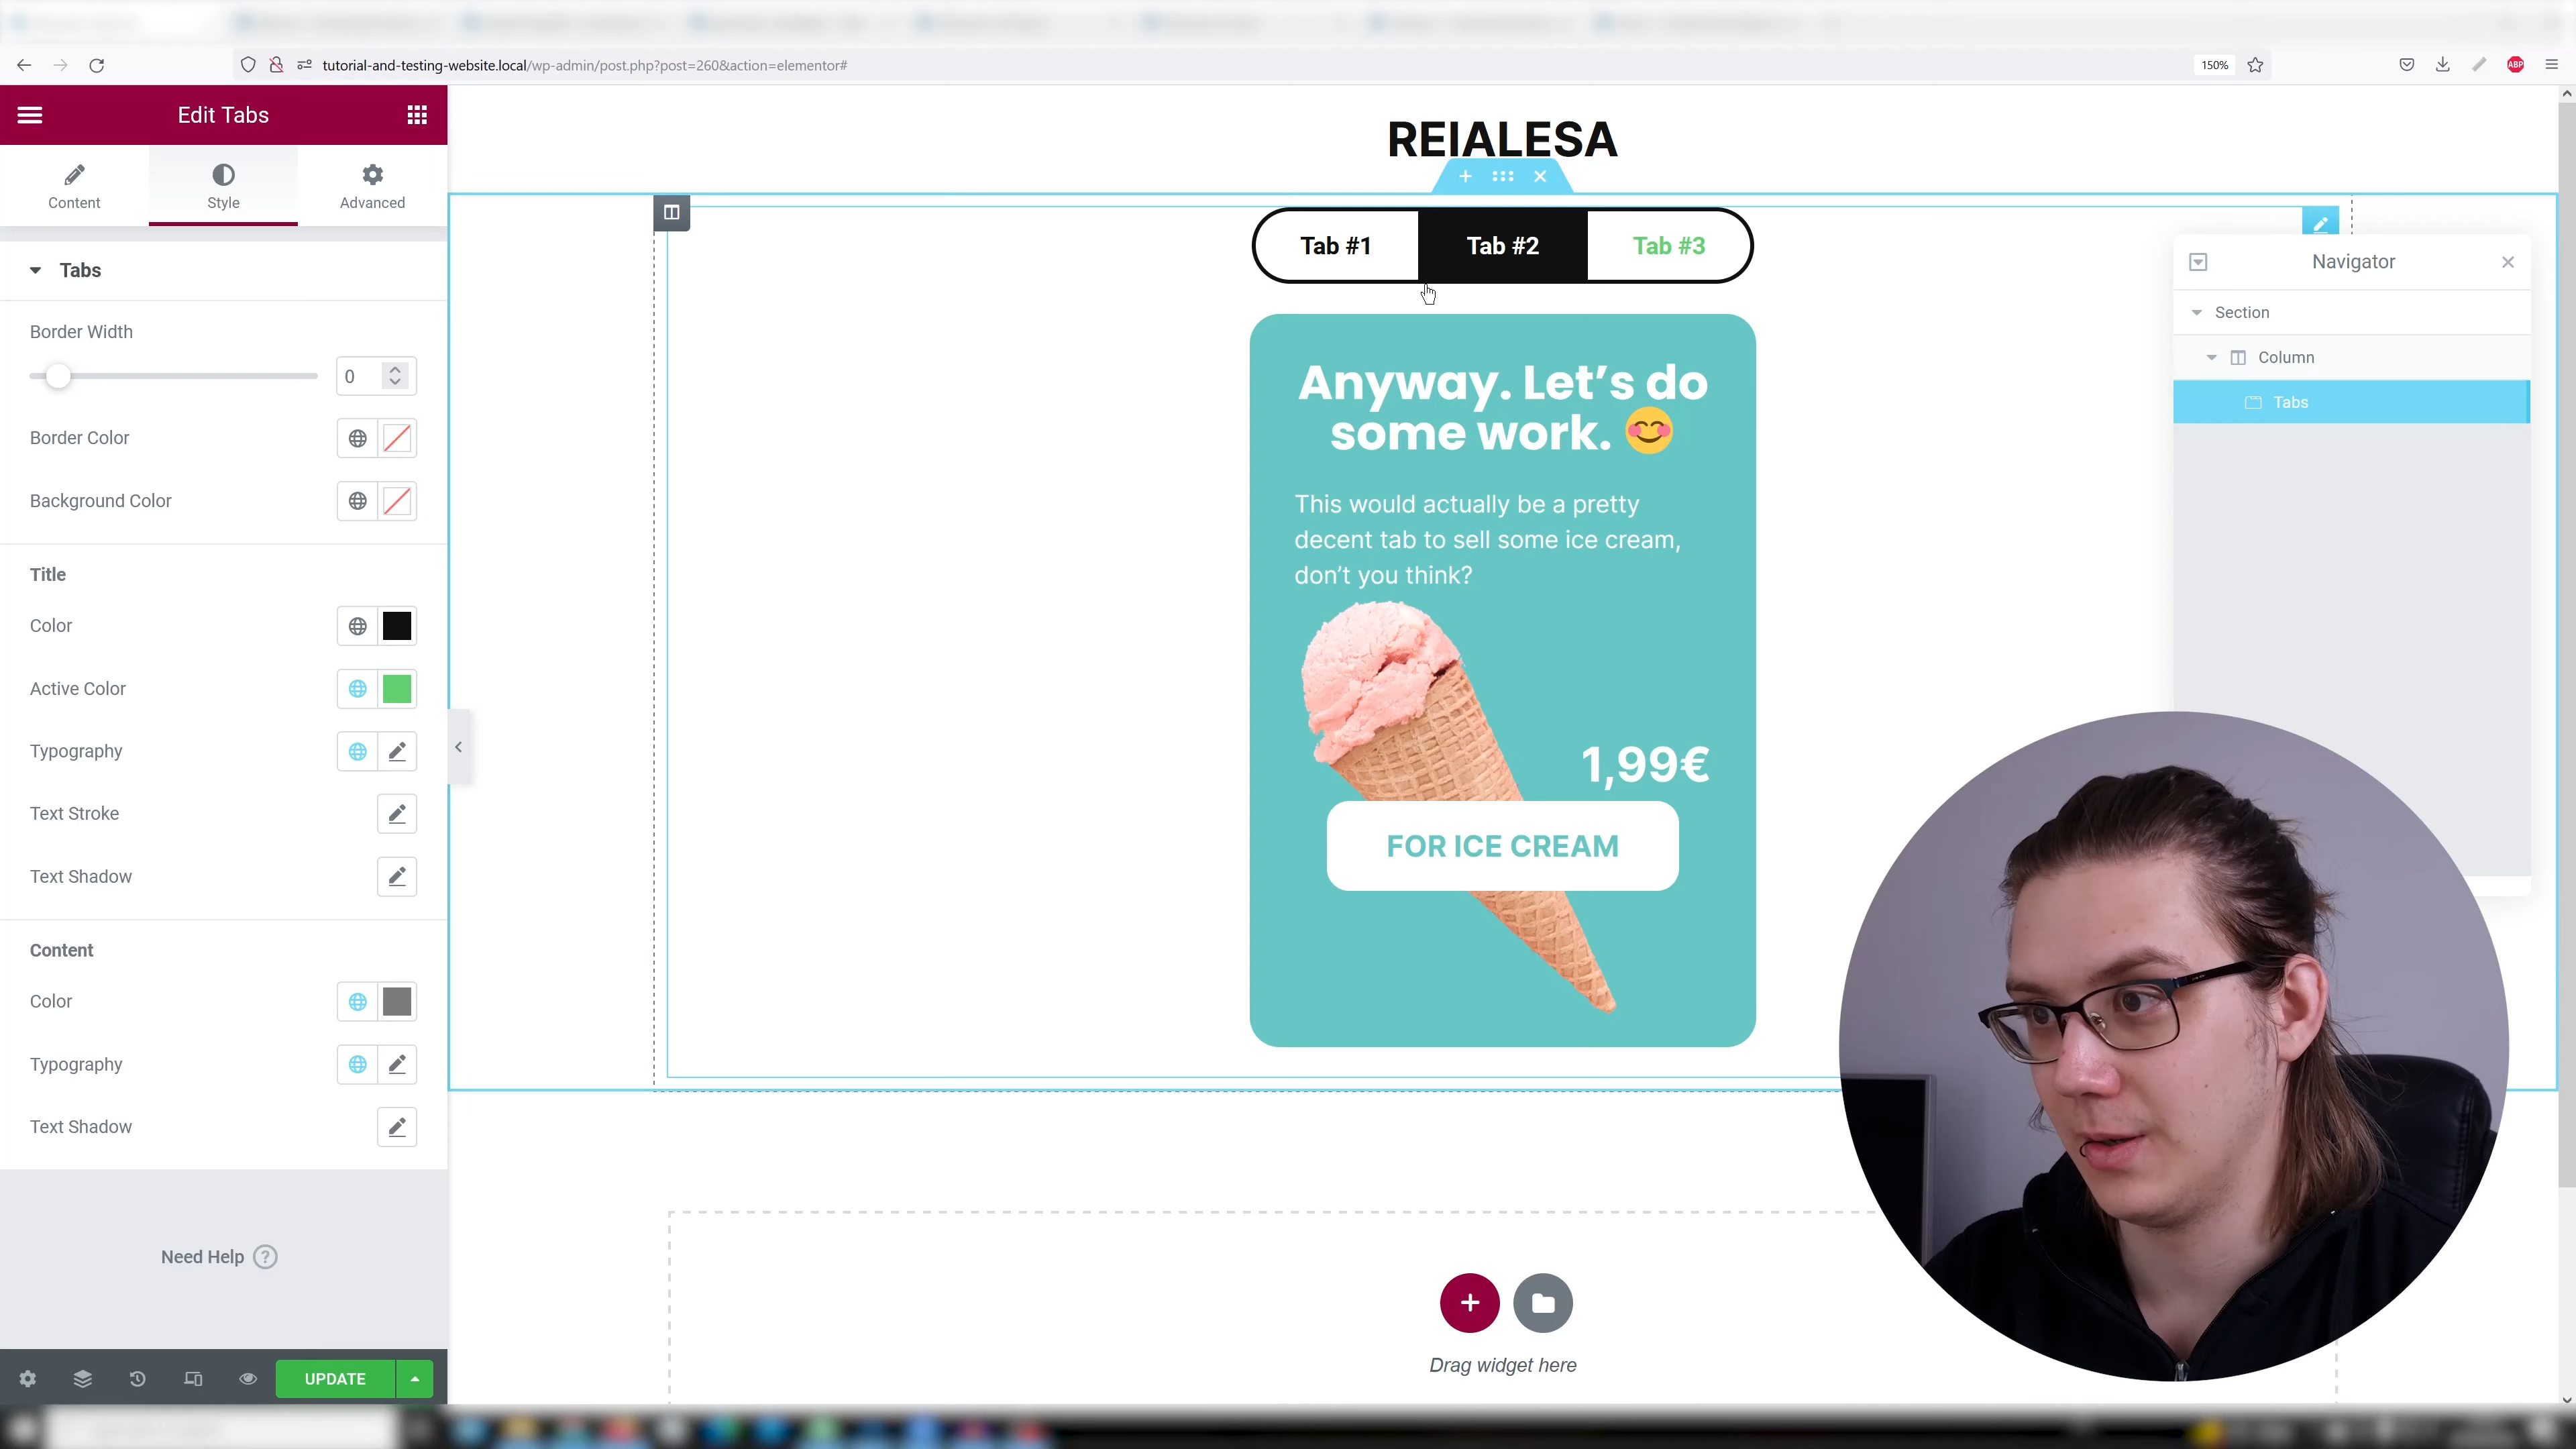 tutorial-and-testing-website.local/wp-admin/post.php?post=260&action=elementor#
150%
ABP
Edit Tabs
Content
Style
Advanced
Tabs
Border Width
0
Border Color
Background Color
Title
Color
Active Color
Typography
Text Stroke
Text Shadow
Content
Color
Typography
Text Shadow
Need Help ?
UPDATE
REIALESA
Tab #1
Tab #2
Tab #3
Anyway. Let’s do
some work. 😊
This would actually be a pretty
decent tab to sell some ice cream,
don’t you think?
1,99€
FOR ICE CREAM
Drag widget here
Navigator
Section
Column
Tabs